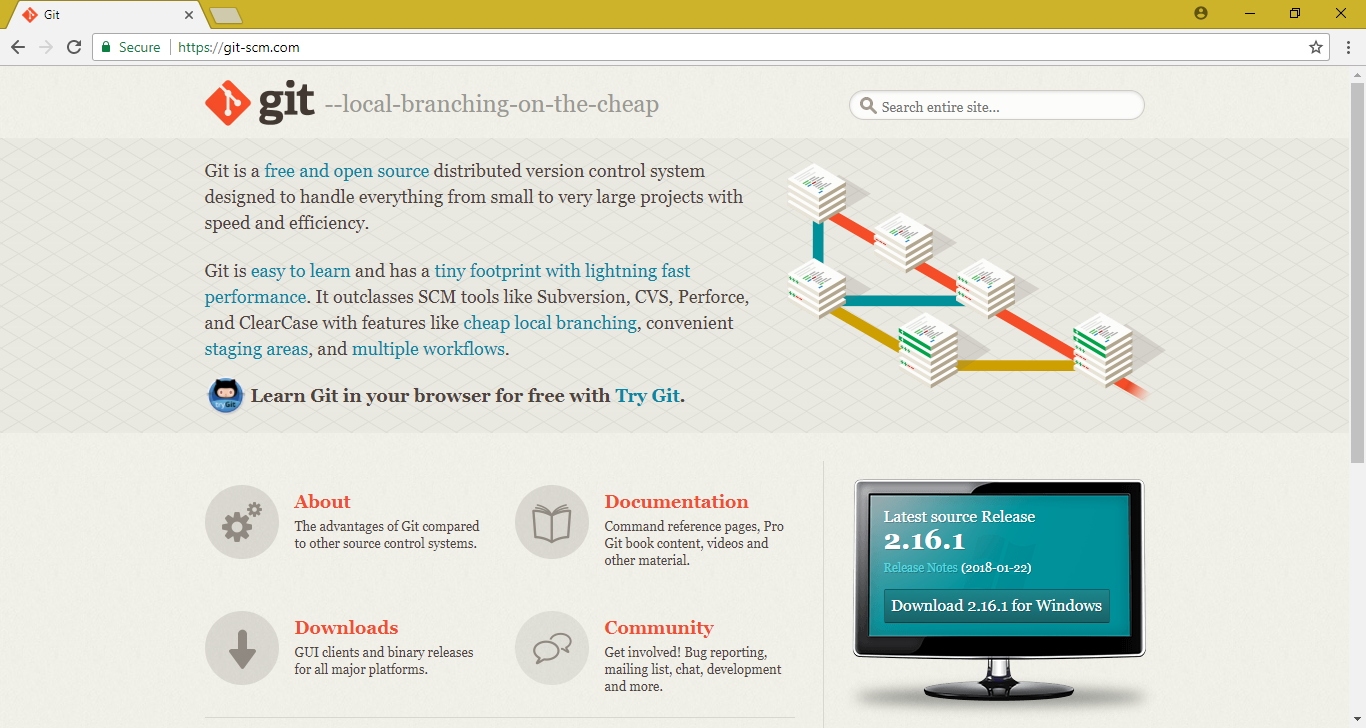 Git
Secure https://git-scm.com
git --local-branching-on-the-cheap
Search entire site...
Git is a free and open source distributed version control system
designed to handle everything from small to very large projects with
speed and efficiency.
Git is easy to learn and has a tiny footprint with lightning fast
performance. It outclasses SCM tools like Subversion, CVS, Perforce,
and ClearCase with features like cheap local branching, convenient
staging areas, and multiple workflows.
tryGit
Learn Git in your browser for free with Try Git.
About
The advantages of Git compared
to other source control systems.
Documentation
Command reference pages, Pro
Git book content, videos and
other material.
Downloads
GUI clients and binary releases
for all major platforms.
Community
Get involved! Bug reporting,
mailing list, chat, development
and more.
Latest source Release
2.16.1
Release Notes (2018-01-22)
Download 2.16.1 for Windows